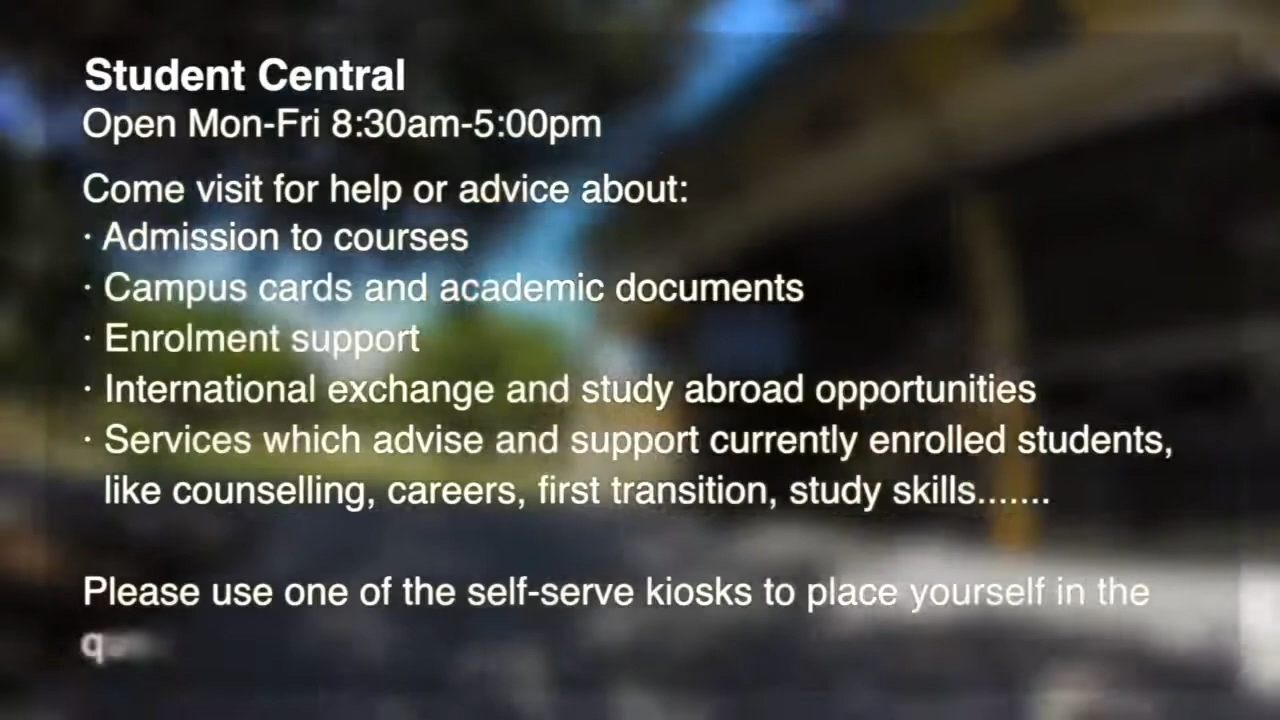 Student Central
Open Mon-Fri 8:30am-5:00pm
Come visit for help or advice about:
· Admission to courses
· Campus cards and academic documents
· Enrolment support
· International exchange and study abroad opportunities
· Services which advise and support currently enrolled students,
like counselling, careers, first transition, study skills.......
Please use one of the self-serve kiosks to place yourself in the